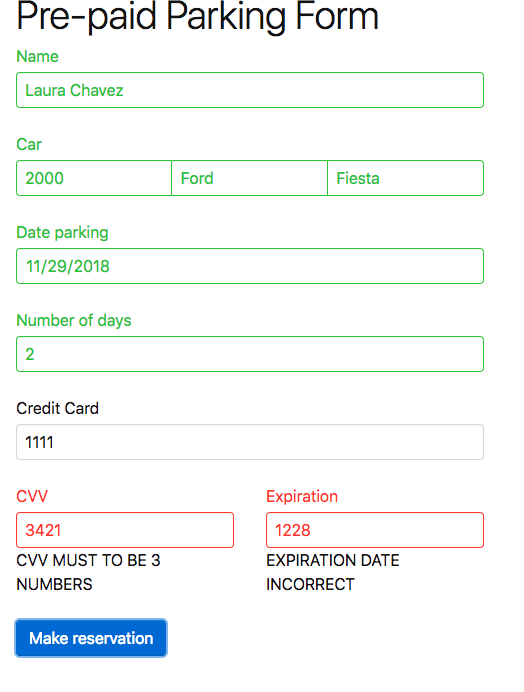 Pre-paid Parking Form
Name
Laura Chavez
Car
2000 Ford Fiesta
Date parking
11/29/2018
Number of days
2
Credit Card
1111
CVV Expiration
3421 1228
CVV MUST TO BE 3 EXPIRATION DATE
NUMBERS INCORRECT
Make reservation